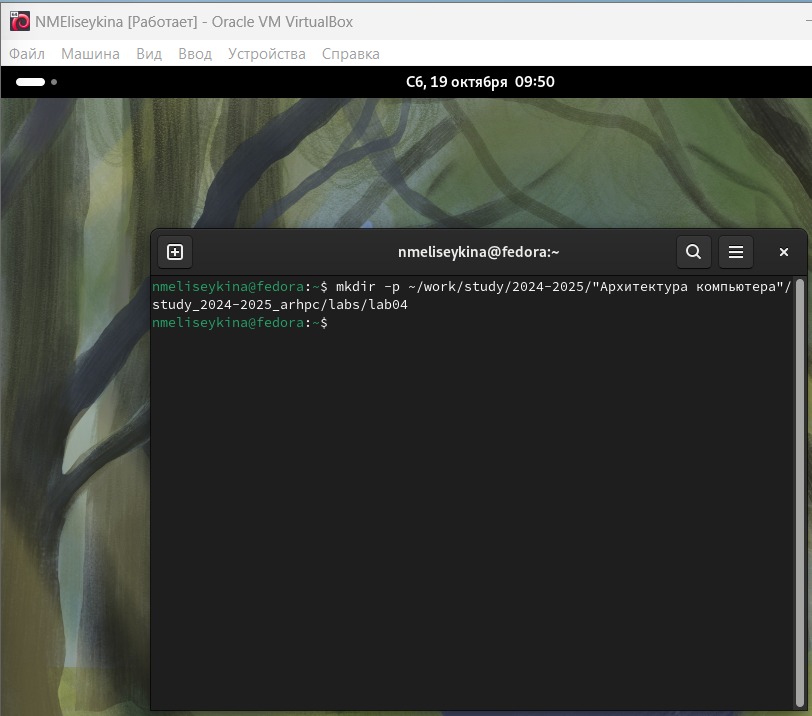 NMEliseykina [Работает] - Oracle VM VirtualBox
Файл Машина Вид Ввод Устройства Справка
Сб, 19 октября 09:50
nmeliseykina@fedora:~
nmeliseykina@fedora:~$ mkdir -p ~/work/study/2024-2025/"Архитектура компьютера"/
study_2024-2025_arhpc/labs/lab04
nmeliseykina@fedora:~$